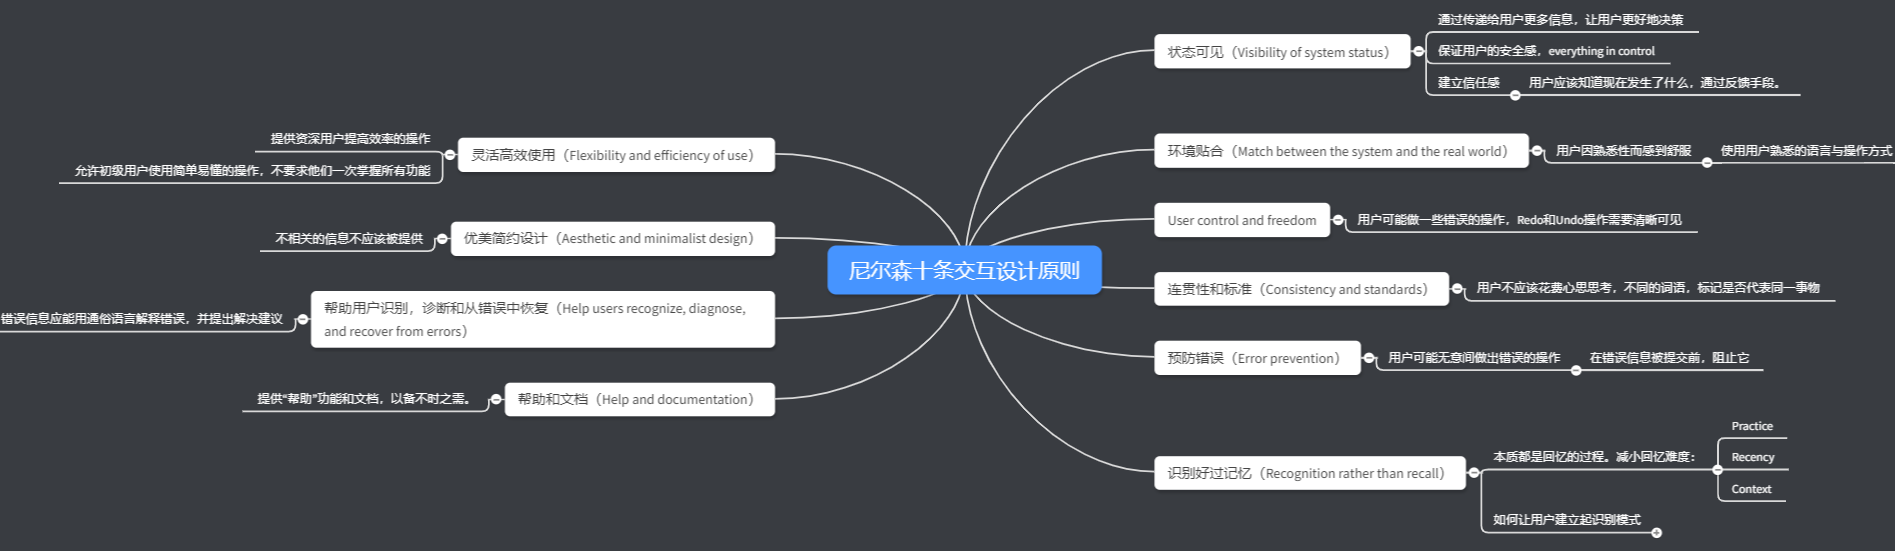 尼尔森十条交互设计原则
状态可见（Visibility of system status）
通过传递给用户更多信息，让用户更好地决策
保证用户的安全感，everything in control
建立信任感
用户应该知道现在发生了什么，通过反馈手段。
环境贴合（Match between the system and the real world）
用户因熟悉性而感到舒服
使用用户熟悉的语言与操作方式
User control and freedom
用户可能做一些错误的操作，Redo和Undo操作需要清晰可见
连贯性和标准（Consistency and standards）
用户不应该花费心思思考，不同的词语，标记是否代表同一事物
预防错误（Error prevention）
用户可能无意间做出错误的操作
在错误信息被提交前，阻止它
识别好过记忆（Recognition rather than recall）
本质都是回忆的过程。减小回忆难度：
Practice
Recency
Context
如何让用户建立起识别模式
灵活高效使用（Flexibility and efficiency of use）
提供资深用户提高效率的操作
允许初级用户使用简单易懂的操作，不要求他们一次掌握所有功能
优美简约设计（Aesthetic and minimalist design）
不相关的信息不应该被提供
帮助用户识别，诊断和从错误中恢复（Help users recognize, diagnose,
and recover from errors）
错误信息应能用通俗语言解释错误，并提出解决建议
帮助和文档（Help and documentation）
提供“帮助”功能和文档，以备不时之需。